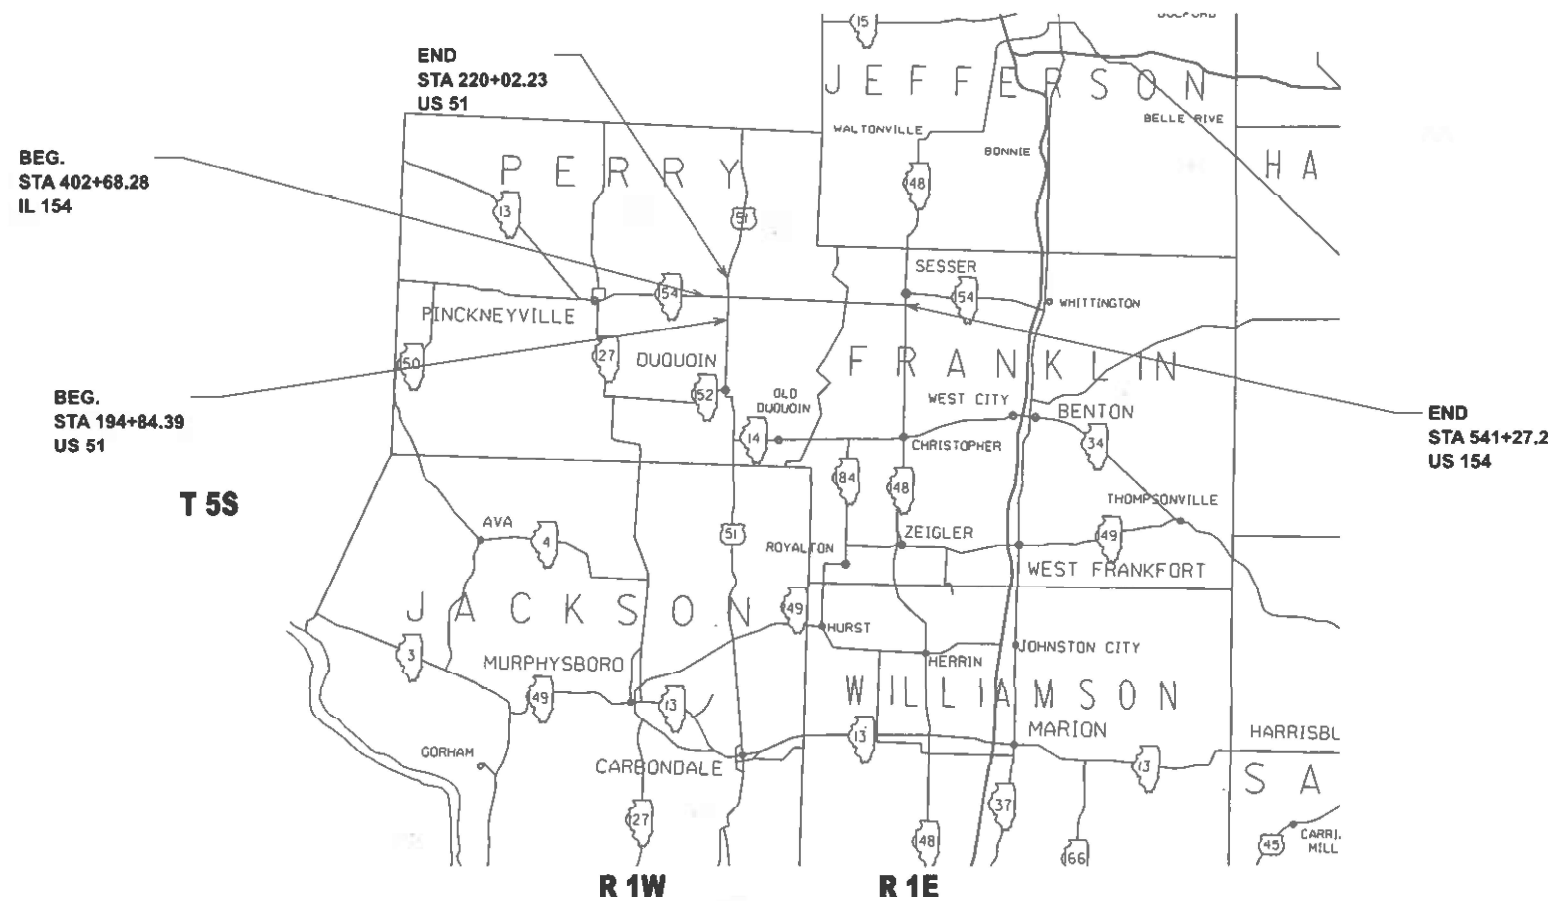 15
JEFFERSON
END
STA 220+02.23
US 51
WALTONVILLE
BELLE RIVE
BONNIE
BEG.
STA 402+68.28
IL 154
PERRY
HA
48
13
51
SESSER
54
54
WHITTINGTON
PINCKNEYVILLE
50
27
DUQUOIN
FRANKLIN
52
OLD
DUQUOIN
WEST CITY
BENTON
BEG.
STA 194+84.39
US 51
END
STA 541+27.2
US 154
14
CHRISTOPHER
34
84
48
T 5S
THOMPSONVILLE
AVA
4
51
ROYALTON
ZEIGLER
49
WEST FRANKFORT
JACKSON
49
HURST
3
MURPHYSBORO
HERRIN
JOHNSTON CITY
49
13
WILLIAMSON
13
MARION
HARRISBU
GORHAM
CARBONDALE
13
SA
27
48
37
66
45
CARRI.
MILL
R 1W
R 1E